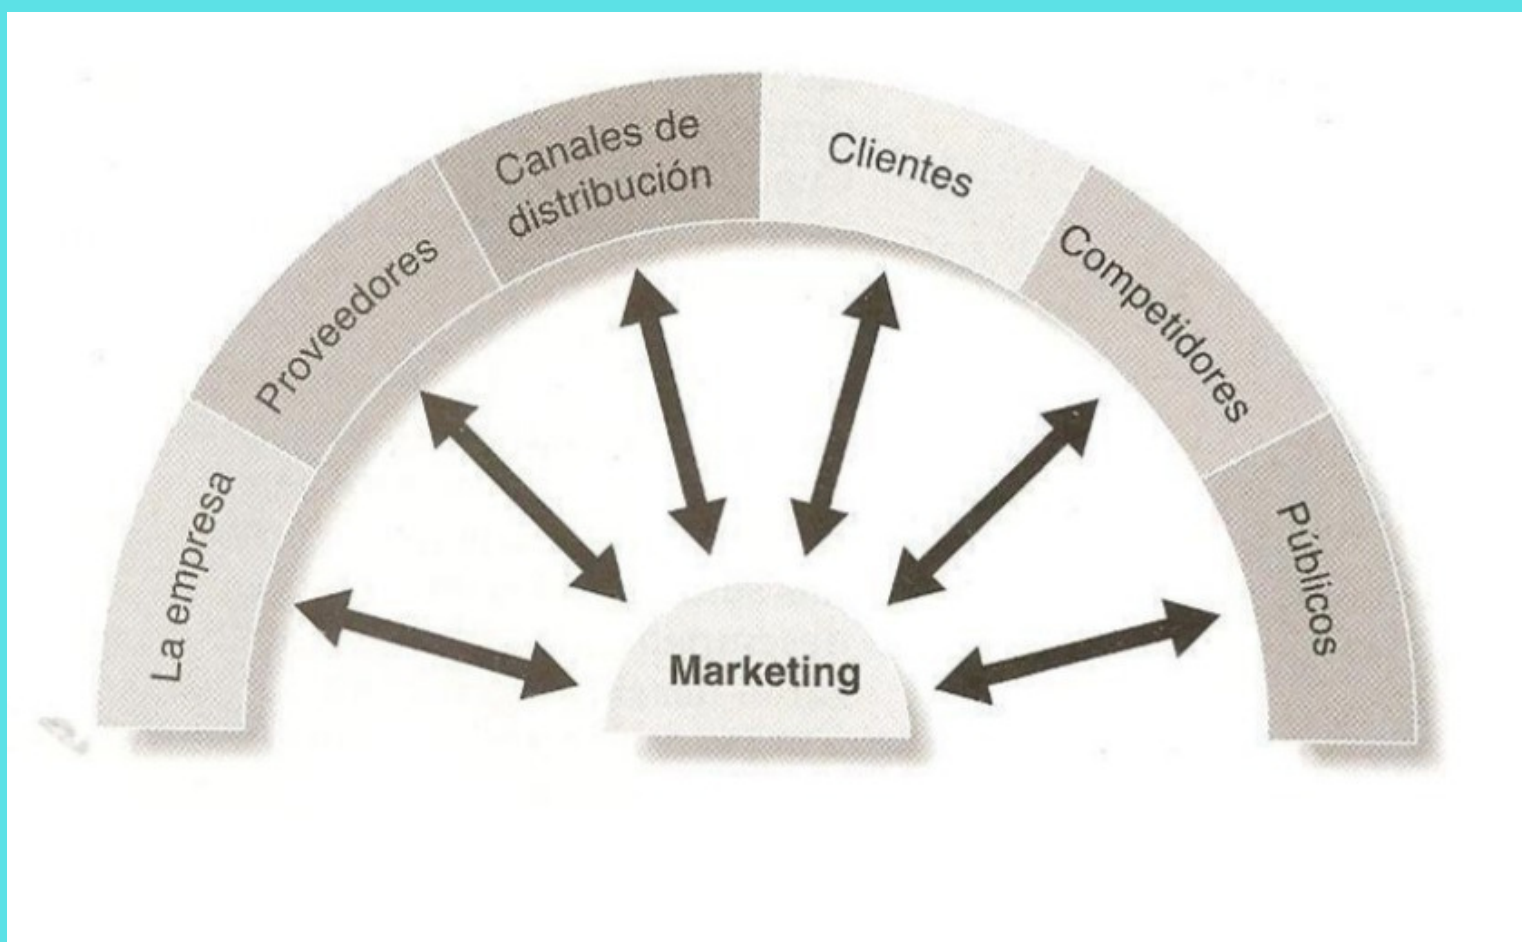 La empresa
Proveedores
Canales de
distribución
Clientes
Competidores
Públicos
Marketing